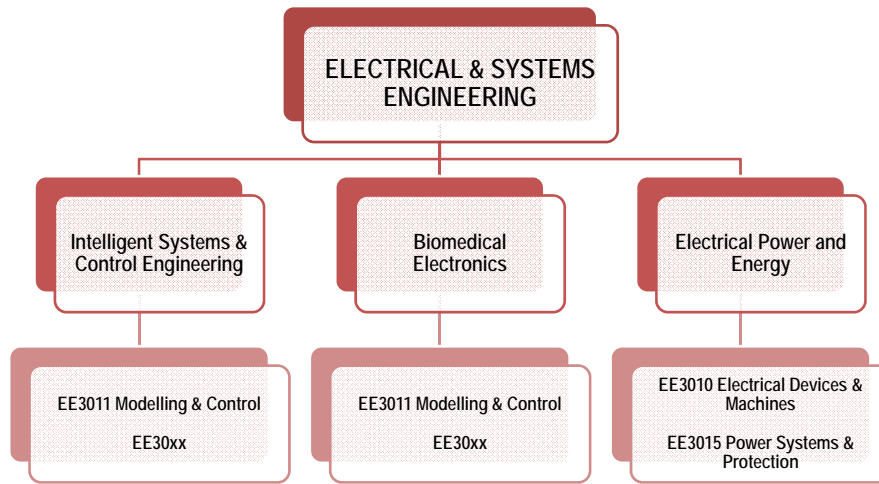 ELECTRICAL & SYSTEMS
ENGINEERING
Intelligent Systems &
Control Engineering
Biomedical
Electronics
Electrical Power and
Energy
EE3011 Modelling & Control
EE30xx
EE3011 Modelling & Control
EE30xx
EE3010 Electrical Devices &
Machines
EE3015 Power Systems &
Protection